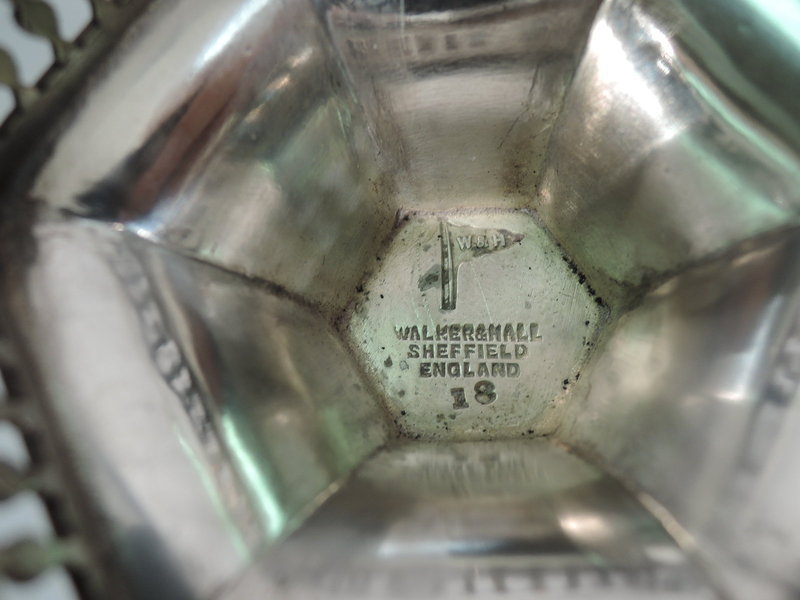 W&H
WALKER&HALL
SHEFFIELD
ENGLAND
18